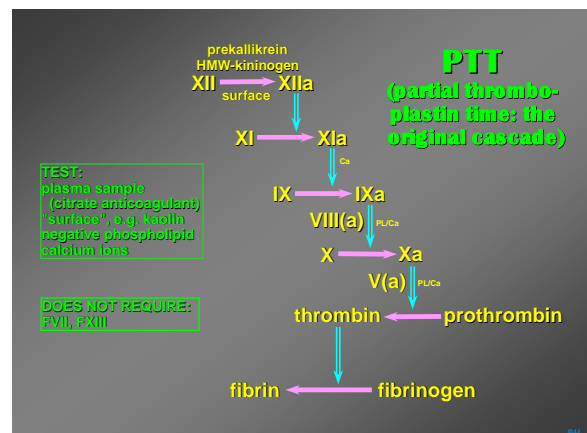 prekallikrein
HMW-kininogen
XII XIIa
surface
PTT
(partial thrombo-
plastin time: the
original cascade)
XI XIa
Ca
TEST:
plasma sample
(citrate anticoagulant)
"surface", e.g. kaolin
negative phospholipid
calcium ions
IX IXa
VIII(a) PL/Ca
X Xa
V(a) PL/Ca
DOES NOT REQUIRE:
FVII, FXIII
thrombin prothrombin
fibrin fibrinogen